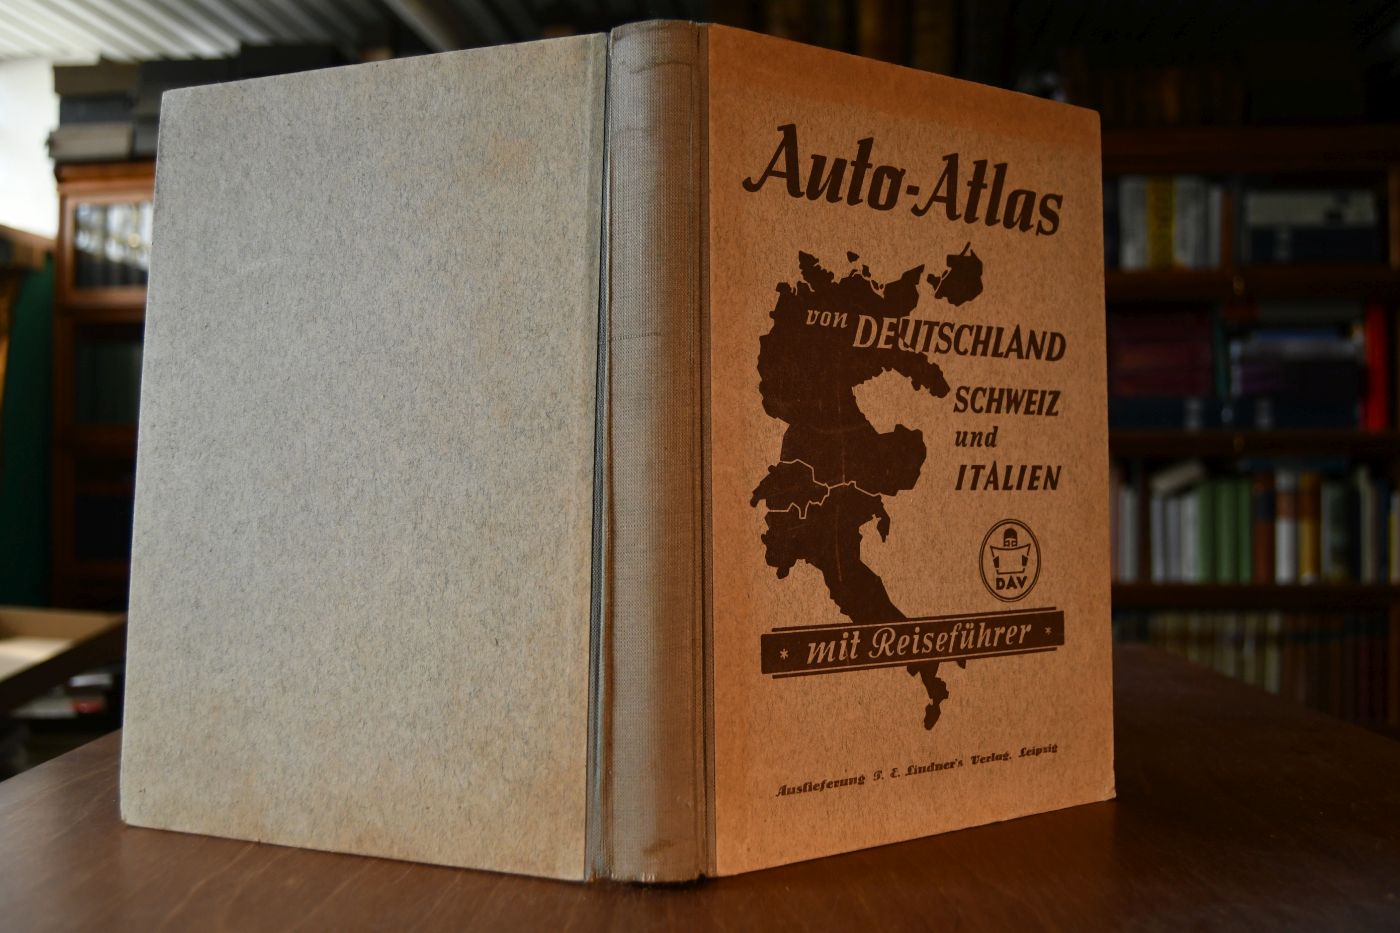 Auto-Atlas
von DEUTSCHLAND
SCHWEIZ
und
ITALIEN
DAV
* mit Reiseführer *
Auslieferung P. E. Lindner's Verlag, Leipzig